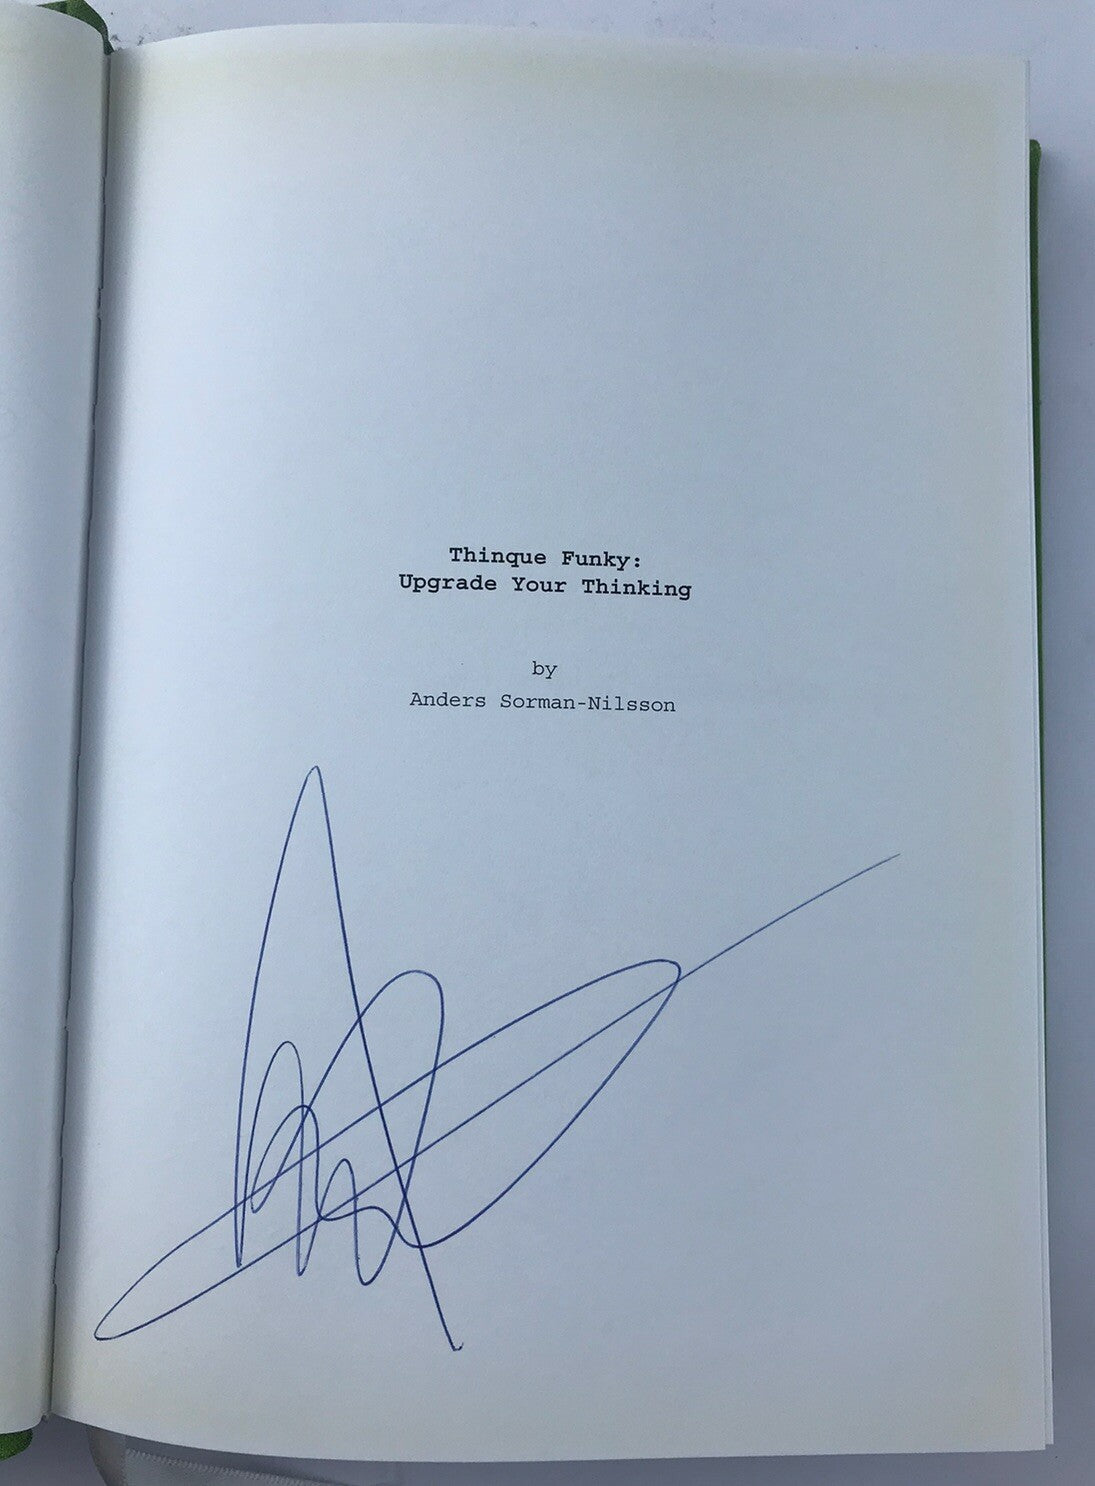 Thinque Funky:
Upgrade Your Thinking
by
Anders Sorman-Nilsson